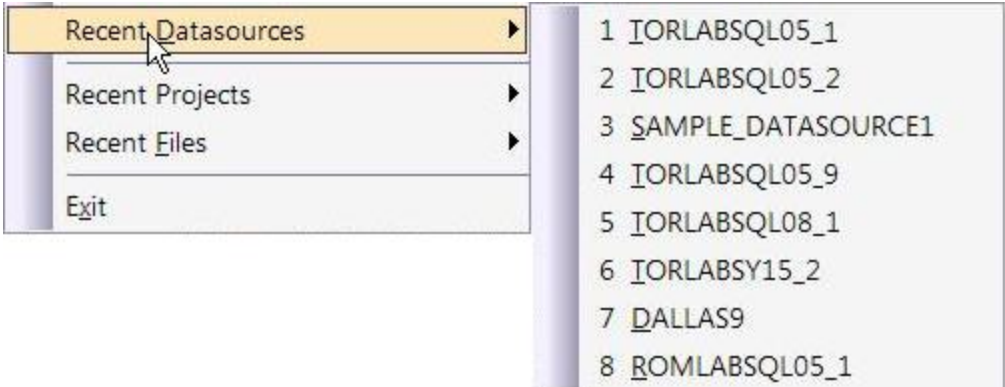 Recent Datasources
Recent Projects
Recent Files
Exit
1 TORLABSQL05_1
2 TORLABSQL05_2
3 SAMPLE_DATASOURCE1
4 TORLABSQL05_9
5 TORLABSQL08_1
6 TORLABSY15_2
7 DALLAS9
8 ROMLABSQL05_1